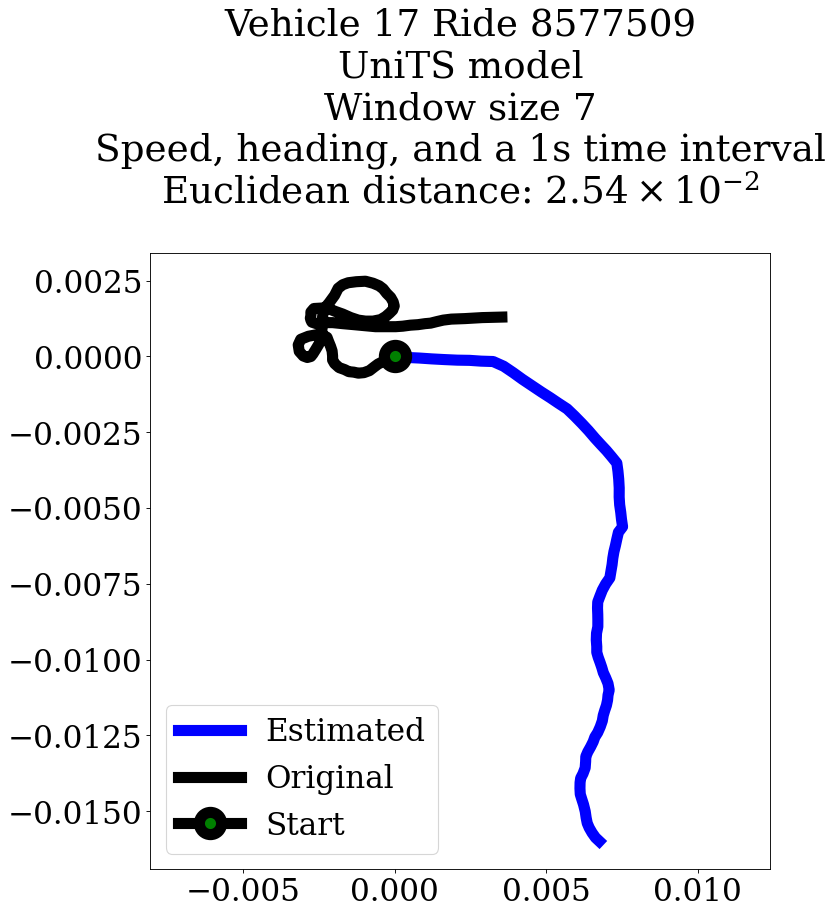 Vehicle 17 Ride 8577509
UniTS model
Window size 7
Speed, heading, and a 1s time interval
Euclidean distance: 2.54 × 10⁻²
0.0025
0.0000
−0.0025
−0.0050
−0.0075
−0.0100
−0.0125
−0.0150
Estimated
Original
Start
−0.005 0.000 0.005 0.010